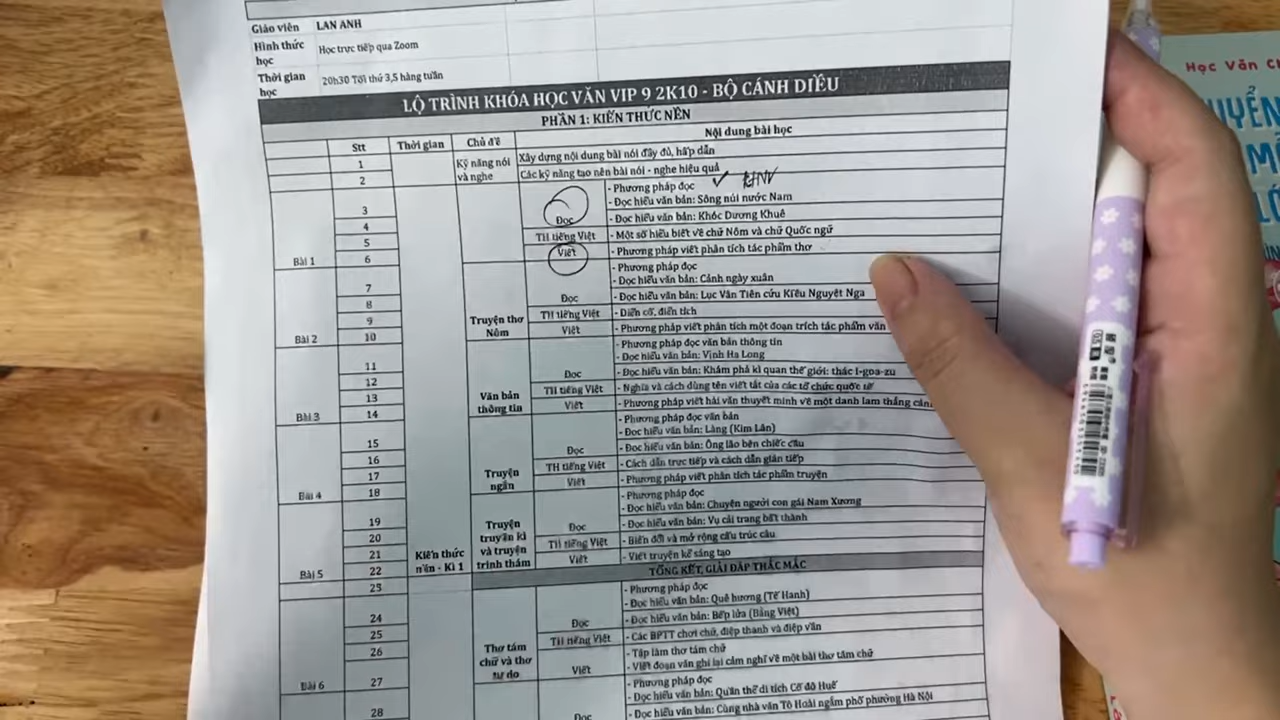 Giáo viên LAN ANH
Hình thức học Học trực tiếp qua Zoom
Thời gian học 20h30 Tối thứ 3,5 hàng tuần
LỘ TRÌNH KHÓA HỌC VĂN VIP 9 2K10 - BỘ CÁNH DIỀU
PHẦN 1: KIẾN THỨC NỀN
Stt Thời gian Chủ đề Nội dung bài học
1 Kỹ năng nói và nghe Xây dựng nội dung bài nói đầy đủ, hấp dẫn
2 Các kỹ năng tạo nên bài nói - nghe hiệu quả
Bài 1
- Phương pháp đọc
3 - Đọc hiểu văn bản: Sông núi nước Nam
4 Đọc - Đọc hiểu văn bản: Khóc Dương Khuê
5 TH tiếng Việt - Một số hiểu biết về chữ Nôm và chữ Quốc ngữ
6 Viết - Phương pháp viết phân tích tác phẩm thơ
Bài 2 Truyện thơ Nôm
- Phương pháp đọc
7 - Đọc hiểu văn bản: Cảnh ngày xuân
8 Đọc - Đọc hiểu văn bản: Lục Vân Tiên cứu Kiều Nguyệt Nga
9 TH tiếng Việt - Điển cố, điển tích
10 Viết - Phương pháp viết phân tích một đoạn trích tác phẩm văn
Bài 3 Văn bản thông tin
- Phương pháp đọc văn bản thông tin
11 - Đọc hiểu văn bản: Vịnh Hạ Long
12 Đọc - Đọc hiểu văn bản: Khám phá kì quan thế giới: thác I-goa-zu
13 TH tiếng Việt - Nghĩa và cách dùng tên viết tắt của các tổ chức quốc tế
14 Viết - Phương pháp viết bài văn thuyết minh về một danh lam thắng cảnh
Bài 4 Truyện ngắn
- Phương pháp đọc văn bản
15 - Đọc hiểu văn bản: Làng (Kim Lân)
16 Đọc - Đọc hiểu văn bản: Ông lão bên chiếc cầu
17 TH tiếng Việt - Cách dẫn trực tiếp và cách dẫn gián tiếp
18 Viết - Phương pháp viết phân tích tác phẩm truyện
Bài 5 Kiến thức nền - Kì 1 Truyện truyền kì và truyện trinh thám
- Phương pháp đọc
19 - Đọc hiểu văn bản: Chuyện người con gái Nam Xương
20 Đọc - Đọc hiểu văn bản: Vụ cải trang bất thành
21 TH tiếng Việt - Biến đổi và mở rộng cấu trúc câu
22 Viết - Viết truyện kể sáng tạo
23 TỔNG KẾT, GIẢI ĐÁP THẮC MẮC
Bài 6 Thơ tám chữ và thơ tự do
- Phương pháp đọc
24 - Đọc hiểu văn bản: Quê hương (Tế Hanh)
Đọc - Đọc hiểu văn bản: Bếp lửa (Bằng Việt)
25 TH tiếng Việt - Các BPTT chơi chữ, điệp thanh và điệp vần
26 - Tập làm thơ tám chữ
27 Viết - Viết đoạn văn ghi lại cảm nghĩ về một bài thơ tám chữ
- Phương pháp đọc
- Đọc hiểu văn bản: Quần thể di tích Cố đô Huế
28 Đọc - Đọc hiểu văn bản: Cùng nhà văn Tô Hoài ngắm phố phường Hà Nội
Học Văn Ch